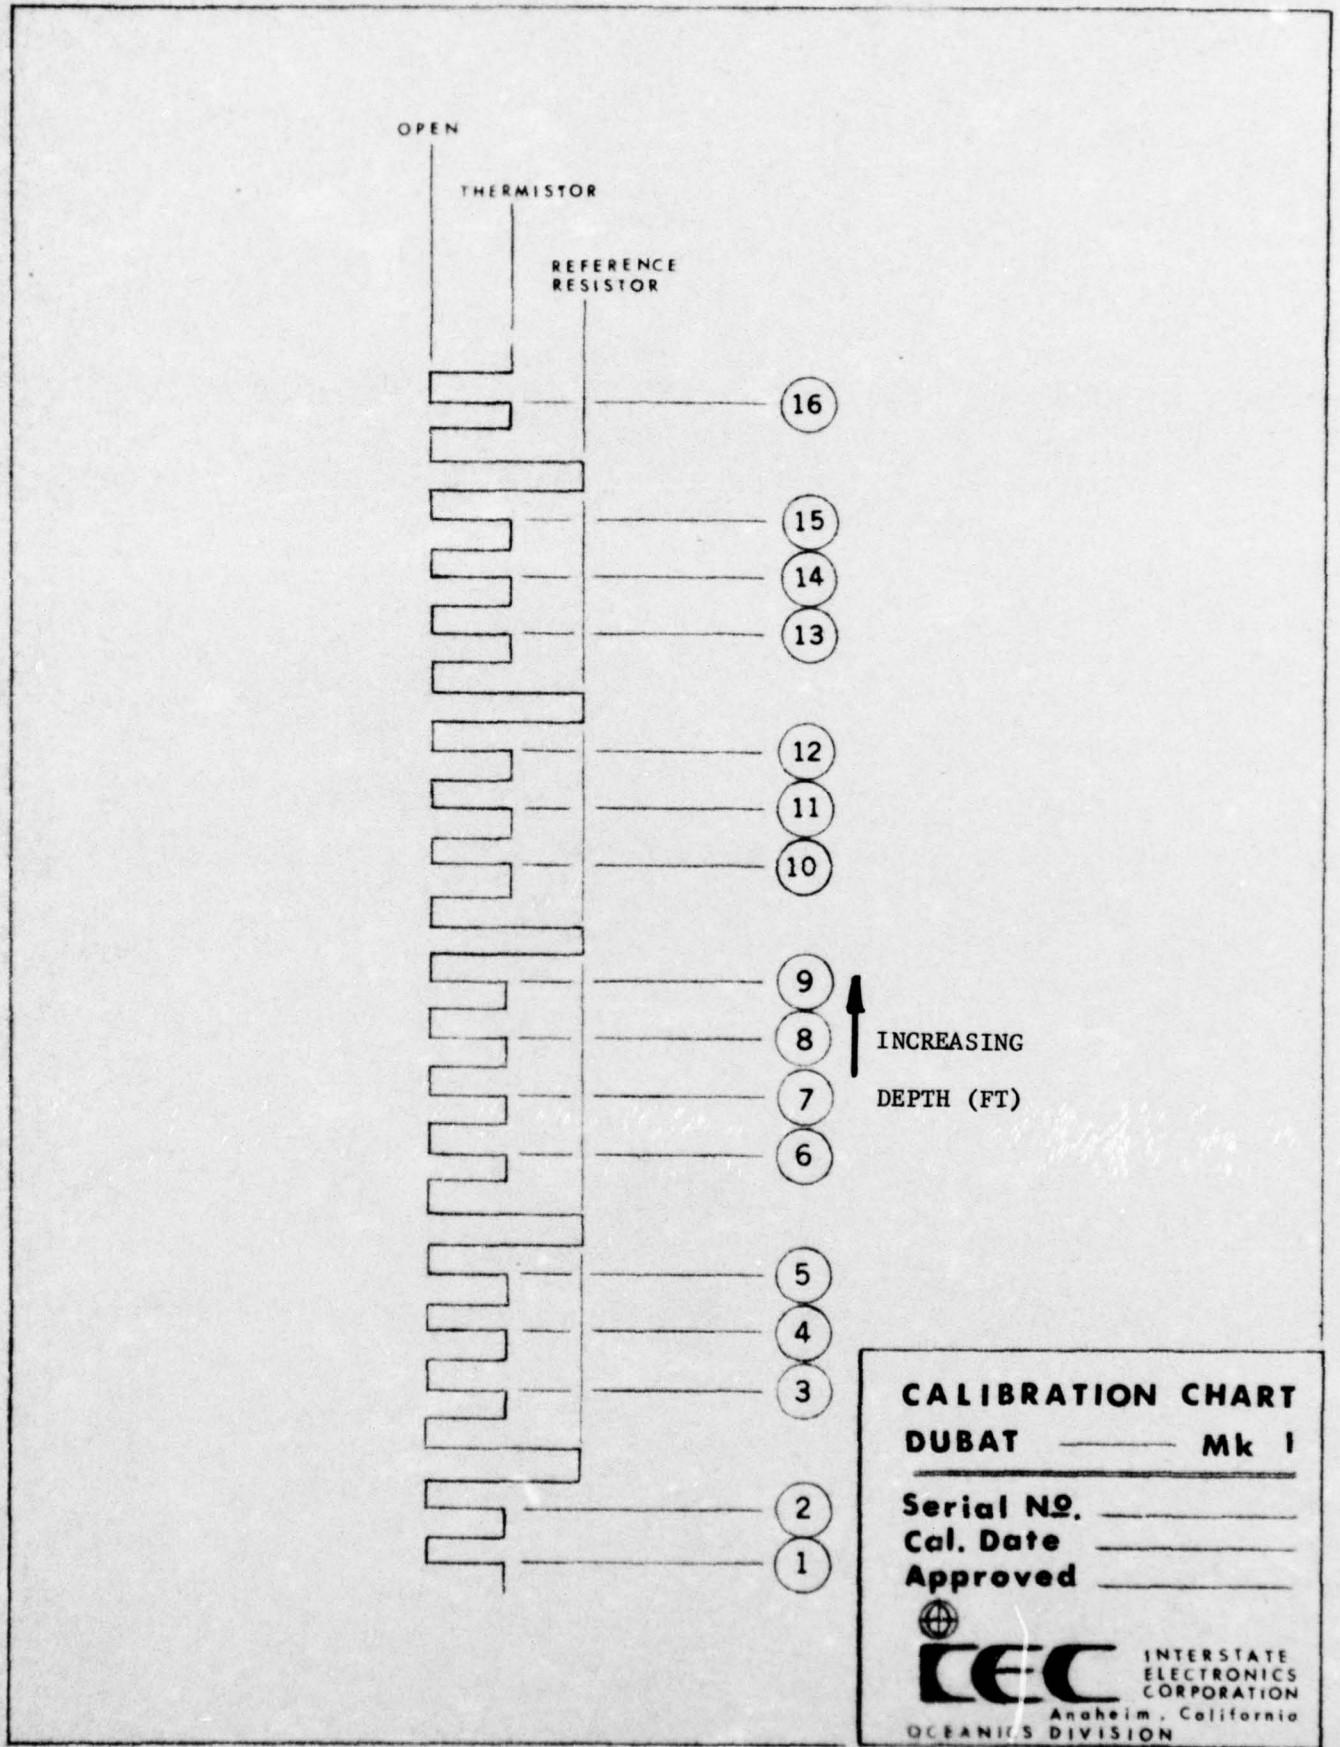 OPEN
THERMISTOR
REFERENCE
RESISTOR
16
15
14
13
12
11
10
9
8
INCREASING
7
DEPTH (FT)
6
5
4
3
2
1
CALIBRATION CHART
DUBAT —— Mk I
Serial Nº.
Cal. Date
Approved
IEC
INTERSTATE
ELECTRONICS
CORPORATION
Anaheim, California
OCEANICS DIVISION